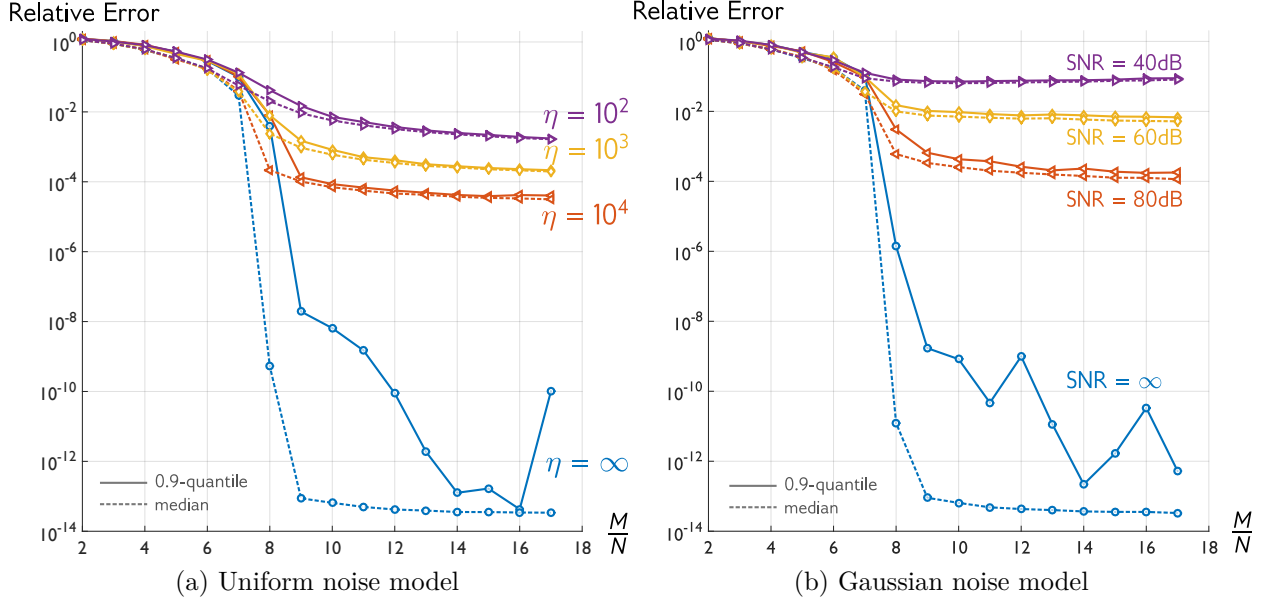 Relative Error
10^0
10^-2
10^-4
10^-6
10^-8
10^-10
10^-12
10^-14
η = 10^2
η = 10^3
η = 10^4
η = ∞
0.9-quantile
median
2 4 6 8 10 12 14 16 18
M/N
(a) Uniform noise model
Relative Error
10^0
10^-2
10^-4
10^-6
10^-8
10^-10
10^-12
10^-14
SNR = 40dB
SNR = 60dB
SNR = 80dB
SNR = ∞
0.9-quantile
median
2 4 6 8 10 12 14 16 18
M/N
(b) Gaussian noise model